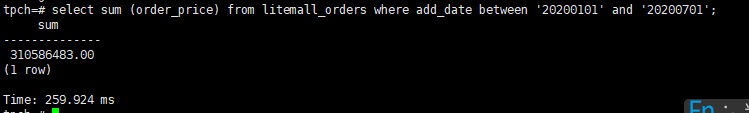 tpch=# select sum (order_price) from litemall_orders where add_date between '20200101' and '20200701';
sum
--------------
310586483.00
(1 row)
Time: 259.924 ms